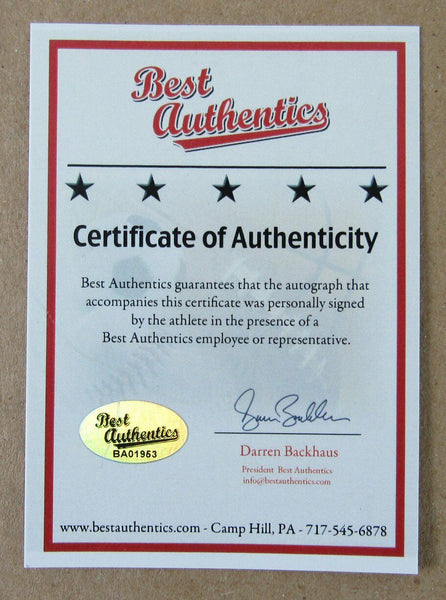 Best
Authentics
Certificate of Authenticity
Best Authentics guarantees that the autograph that
accompanies this certificate was personally signed
by the athlete in the presence of a
Best Authentics employee or representative.
Best
Authentics
BA01953
Darren Backhaus
President Best Authentics
info@bestauthentics.com
www.bestauthentics.com - Camp Hill, PA - 717-545-6878